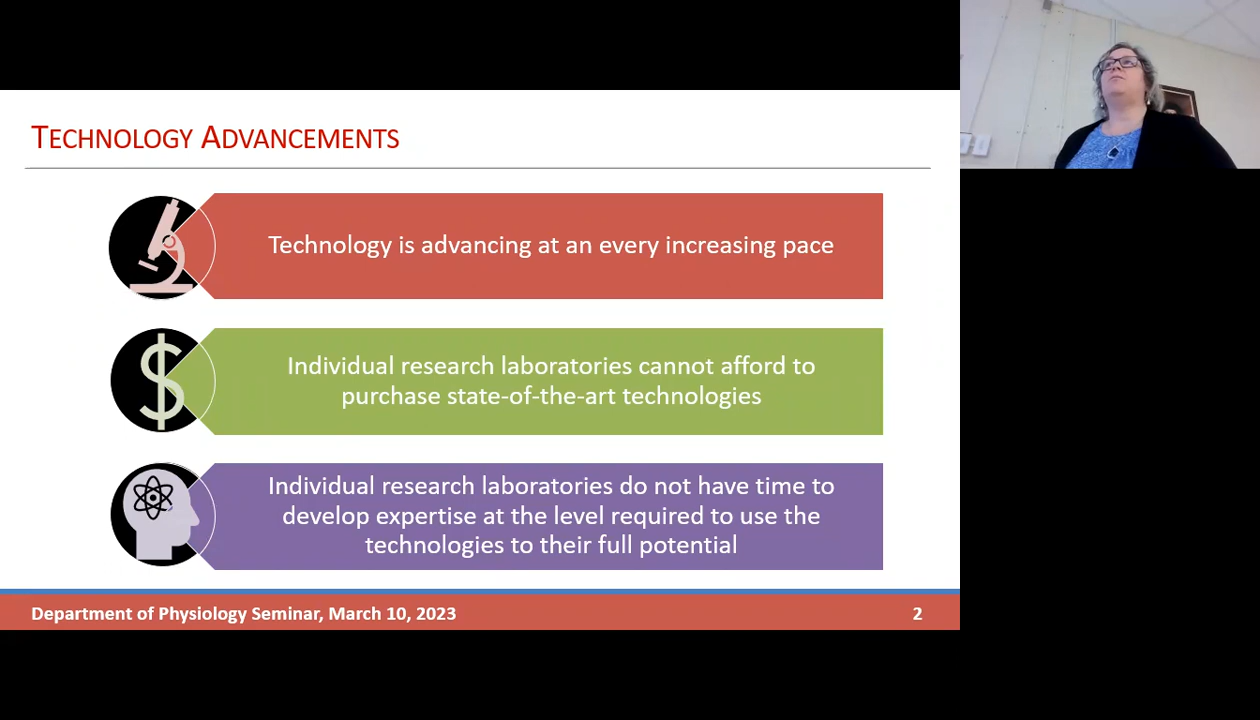 TECHNOLOGY ADVANCEMENTS
Technology is advancing at an every increasing pace
Individual research laboratories cannot afford to
purchase state-of-the-art technologies
Individual research laboratories do not have time to
develop expertise at the level required to use the
technologies to their full potential
Department of Physiology Seminar, March 10, 2023 2